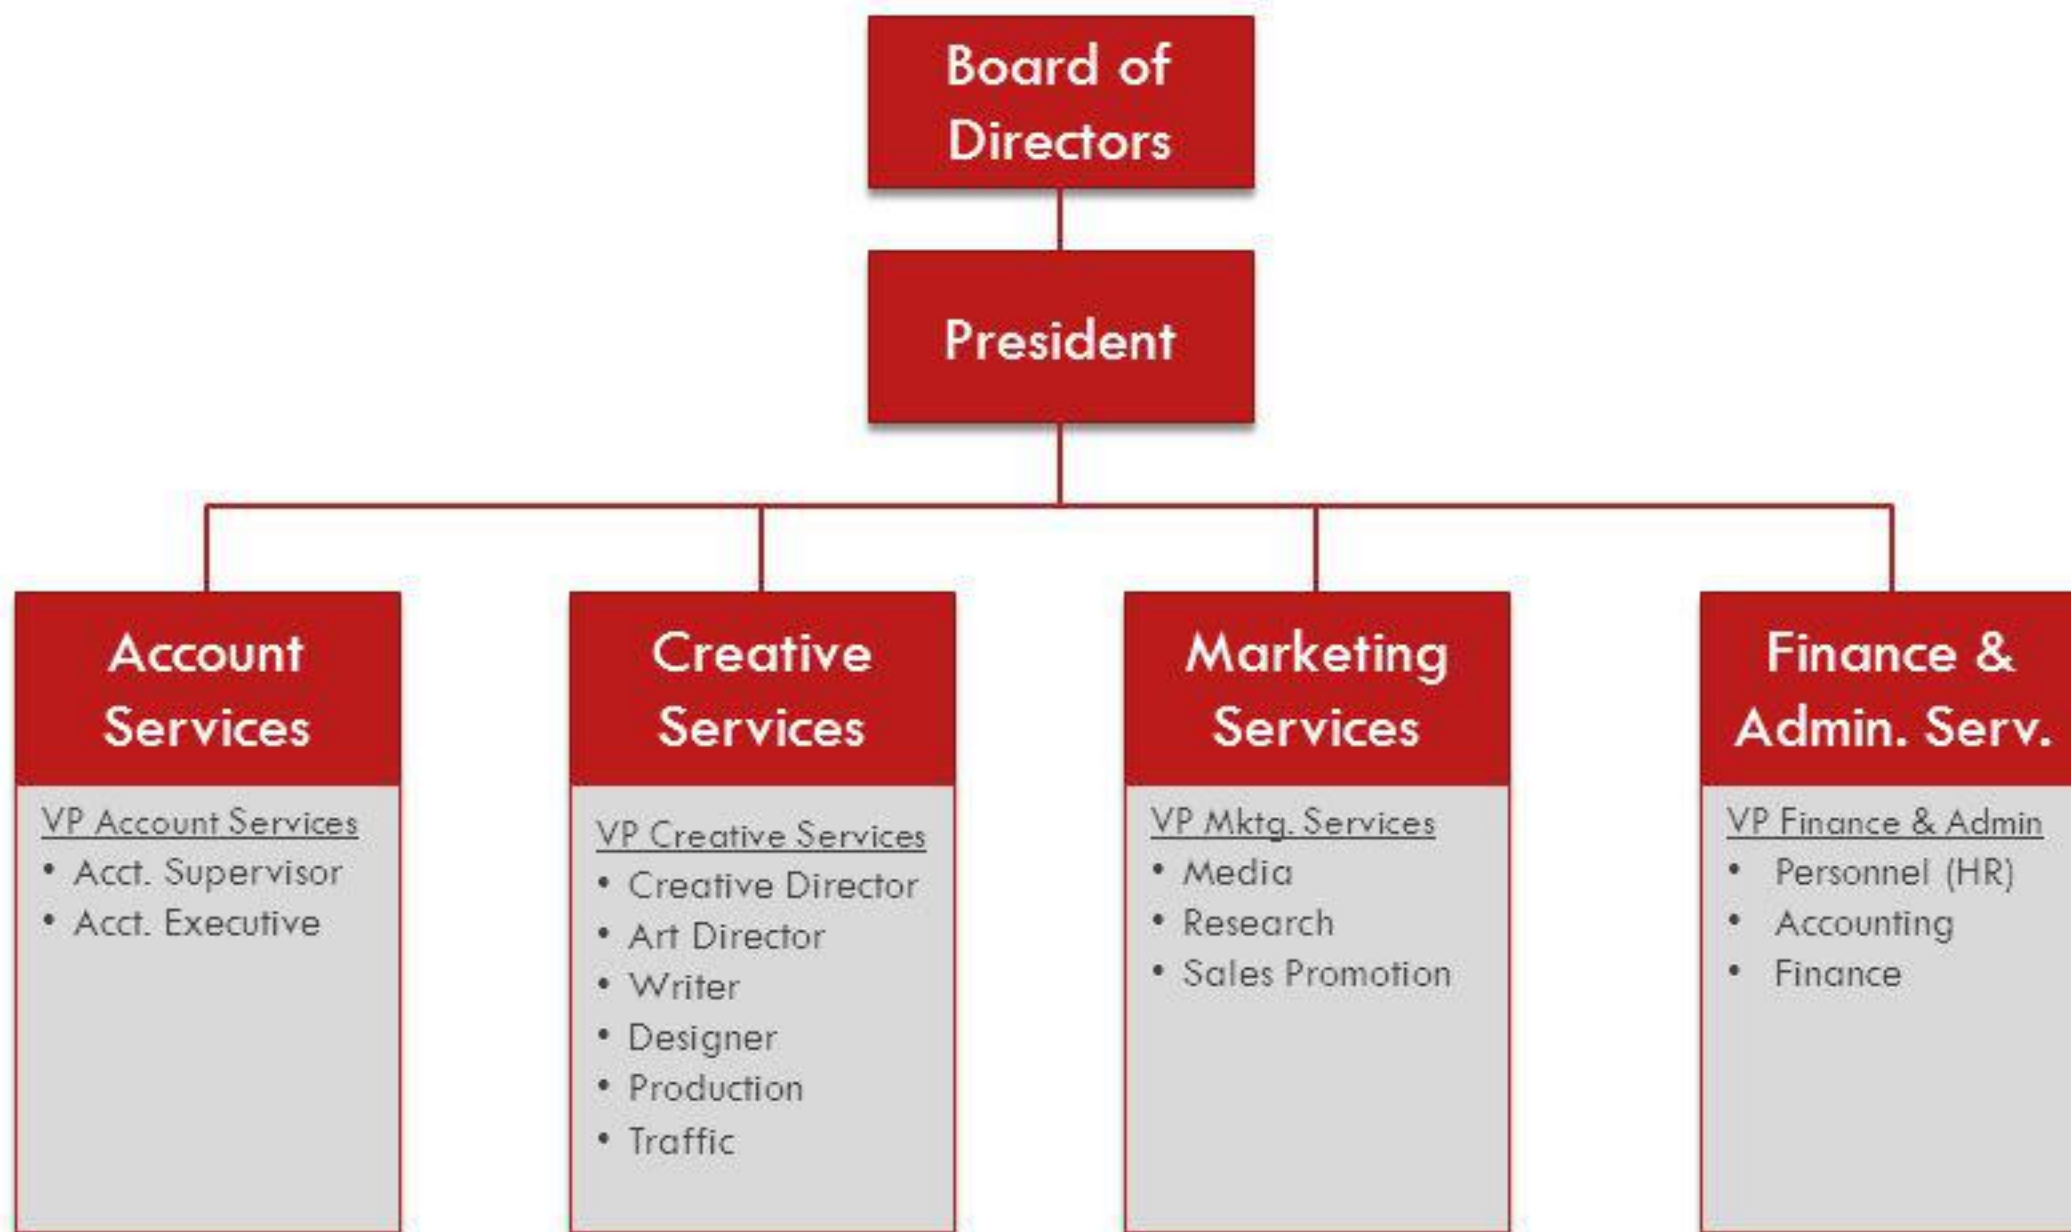 Board of
Directors
President
Account
Services
VP Account Services
• Acct. Supervisor
• Acct. Executive
Creative
Services
VP Creative Services
• Creative Director
• Art Director
• Writer
• Designer
• Production
• Traffic
Marketing
Services
VP Mktg. Services
• Media
• Research
• Sales Promotion
Finance &
Admin. Serv.
VP Finance & Admin
• Personnel (HR)
• Accounting
• Finance